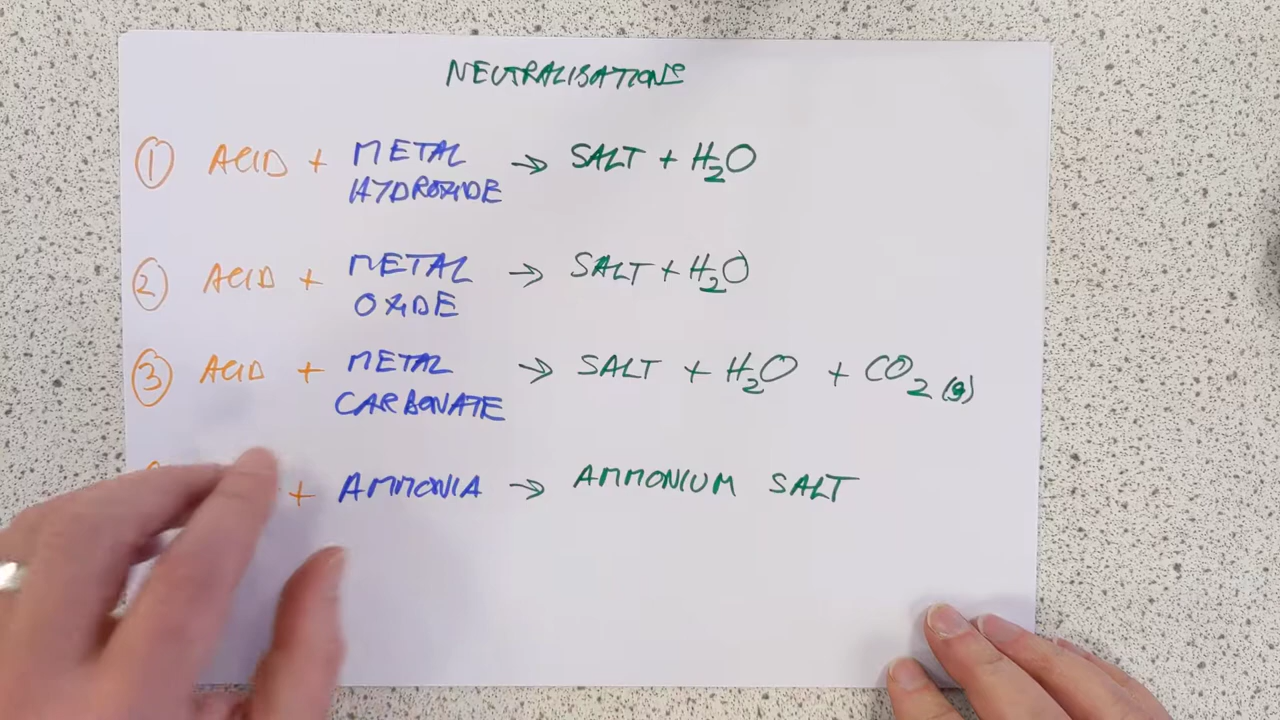 NEUTRALISATIONS
① ACID + METAL HYDROXIDE → SALT + H₂O
② ACID + METAL OXIDE → SALT + H₂O
③ ACID + METAL CARBONATE → SALT + H₂O + CO₂(g)
+ AMMONIA → AMMONIUM SALT